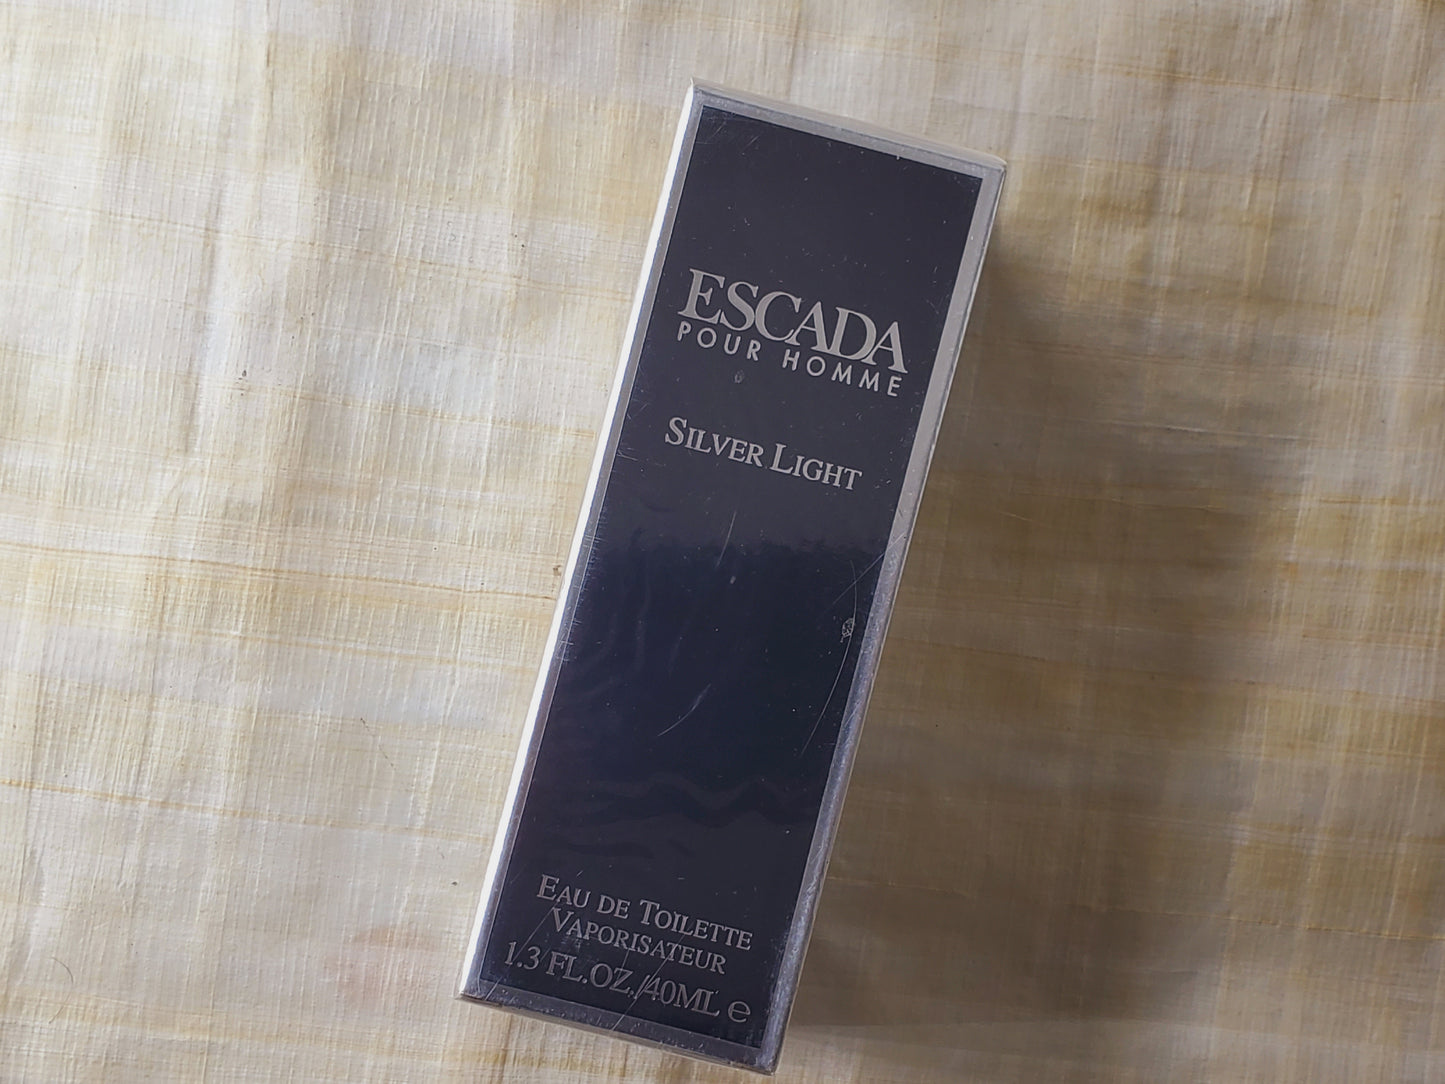 ESCADA
POUR HOMME
SILVER LIGHT
EAU DE TOILETTE
VAPORISATEUR
1.3 FL.OZ./40ML ℮